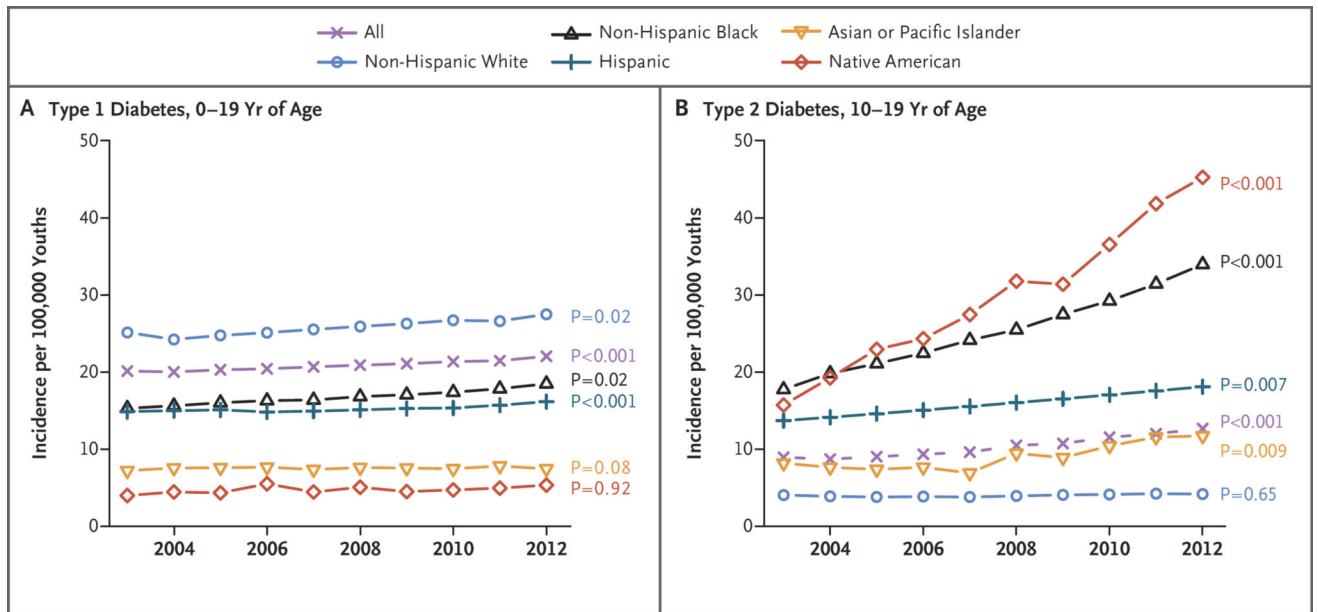 All
Non-Hispanic Black
Asian or Pacific Islander
Non-Hispanic White
Hispanic
Native American
A Type 1 Diabetes, 0–19 Yr of Age
Incidence per 100,000 Youths
50
40
30
20
10
0
2004
2006
2008
2010
2012
P=0.02
P<0.001
P=0.02
P<0.001
P=0.08
P=0.92
B Type 2 Diabetes, 10–19 Yr of Age
Incidence per 100,000 Youths
50
40
30
20
10
0
2004
2006
2008
2010
2012
P<0.001
P<0.001
P=0.007
P<0.001
P=0.009
P=0.65